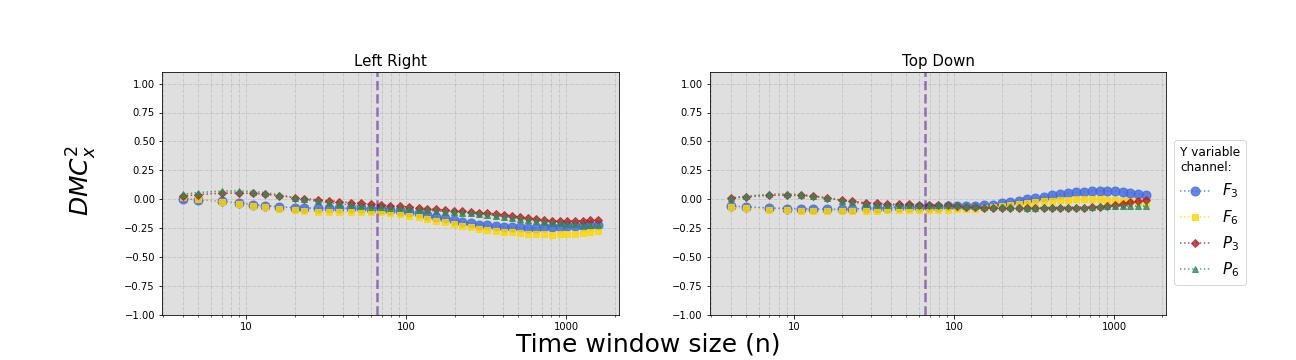 Left Right
Top Down
DMC²ₓ
1.00
0.75
0.50
0.25
0.00
−0.25
−0.50
−0.75
−1.00
10
100
1000
1.00
0.75
0.50
0.25
0.00
−0.25
−0.50
−0.75
−1.00
10
100
1000
Y variable
channel:
F₃
F₆
P₃
P₆
Time window size (n)